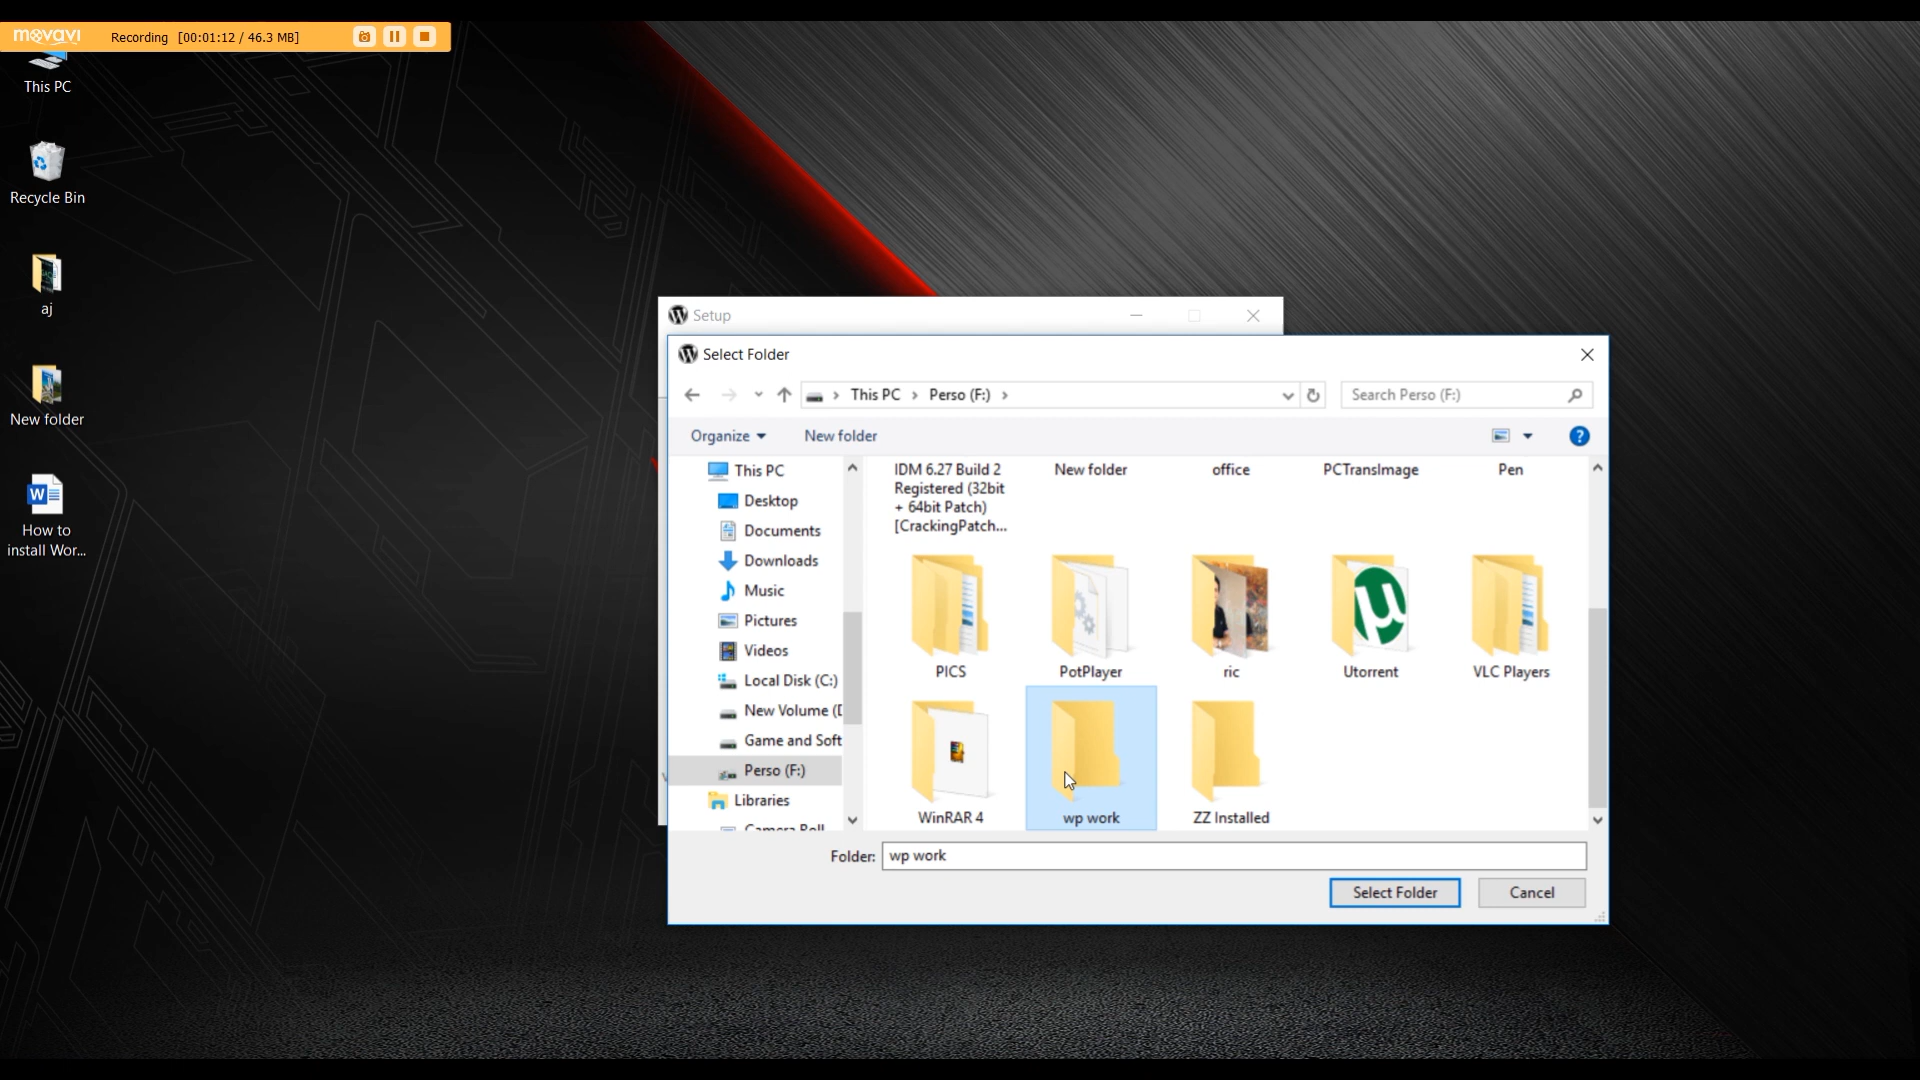 movavi
Recording [00:01:12 / 46.3 MB]
This PC
Recycle Bin
aj
New folder
How to
install Wor...
Setup
Select Folder
This PC
Perso (F:)
Search Perso (F:)
Organize
New folder
This PC
Desktop
Documents
Downloads
Music
Pictures
Videos
Local Disk (C:)
New Volume (D
Game and Soft
Perso (F:)
Libraries
Camera Roll
IDM 6.27 Build 2
Registered (32bit
+ 64bit Patch)
[CrackingPatch...
New folder
office
PCTransImage
Pen
PICS
PotPlayer
ric
Utorrent
VLC Players
WinRAR 4
wp work
ZZ Installed
Folder:
wp work
Select Folder
Cancel